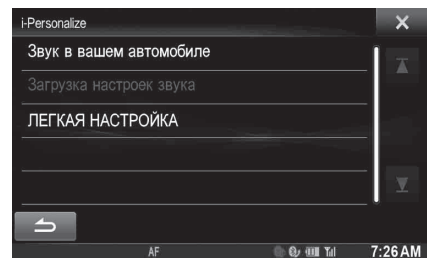 i-Personalize
Звук в вашем автомобиле
Загрузка настроек звука
ЛЕГКАЯ НАСТРОЙКА
AF
7:26 AM